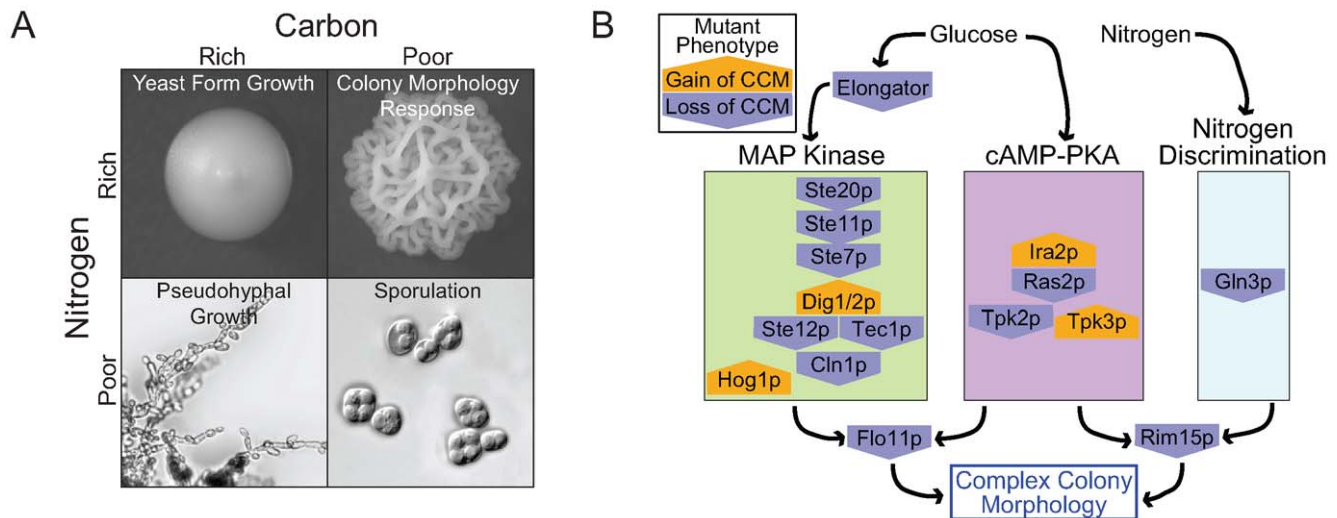 A
Carbon
Rich
Poor
Nitrogen
Rich
Poor
Yeast Form Growth
Colony Morphology
Response
Pseudohyphal
Growth
Sporulation
B
Mutant
Phenotype
Gain of CCM
Loss of CCM
Glucose
Nitrogen
Elongator
MAP Kinase
cAMP-PKA
Nitrogen
Discrimination
Ste20p
Ste11p
Ste7p
Dig1/2p
Ste12p
Tec1p
Cln1p
Hog1p
Ira2p
Ras2p
Tpk2p
Tpk3p
Gln3p
Flo11p
Rim15p
Complex Colony
Morphology